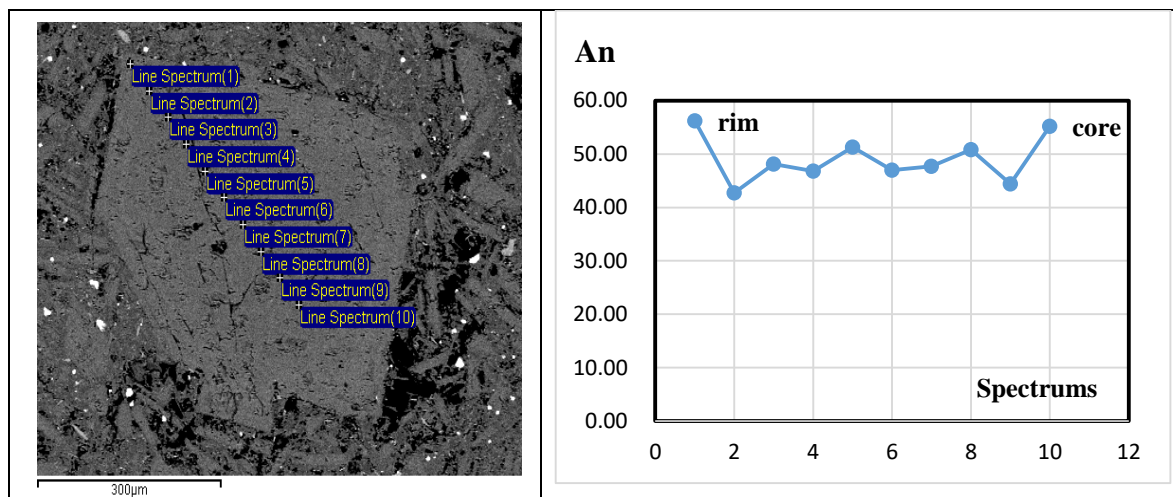 Line Spectrum(1)
Line Spectrum(2)
Line Spectrum(3)
Line Spectrum(4)
Line Spectrum(5)
Line Spectrum(6)
Line Spectrum(7)
Line Spectrum(8)
Line Spectrum(9)
Line Spectrum(10)
300µm
An
60.00
50.00
40.00
30.00
20.00
10.00
0.00
rim
core
Spectrums
0 2 4 6 8 10 12